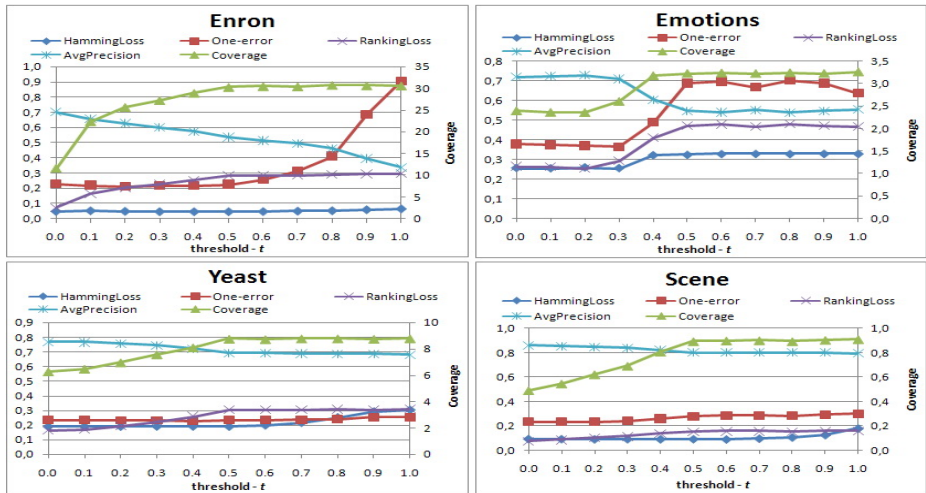 Enron
HammingLoss One-error RankingLoss
AvgPrecision Coverage
1,0
0,9
0,8
0,7
0,6
0,5
0,4
0,3
0,2
0,1
0,0
35
30
25
20
15
10
5
0
Coverage
0.0 0.1 0.2 0.3 0.4 0.5 0.6 0.7 0.8 0.9 1.0
threshold - t
Emotions
HammingLoss One-error RankingLoss
AvgPrecision Coverage
0,8
0,7
0,6
0,5
0,4
0,3
0,2
0,1
0,0
3,5
3,0
2,5
2,0
1,5
1,0
0,5
0,0
Coverage
0.0 0.1 0.2 0.3 0.4 0.5 0.6 0.7 0.8 0.9 1.0
threshold - t
Yeast
HammingLoss One-error RankingLoss
AvgPrecision Coverage
0,9
0,8
0,7
0,6
0,5
0,4
0,3
0,2
0,1
0,0
10
8
6
4
2
0
Coverage
0.0 0.1 0.2 0.3 0.4 0.5 0.6 0.7 0.8 0.9 1.0
threshold - t
Scene
HammingLoss One-error RankingLoss
AvgPrecision Coverage
1,0
0,8
0,6
0,4
0,2
0,0
1,0
0,8
0,6
0,4
0,2
0,0
Coverage
0.0 0.1 0.2 0.3 0.4 0.5 0.6 0.7 0.8 0.9 1.0
threshold - t